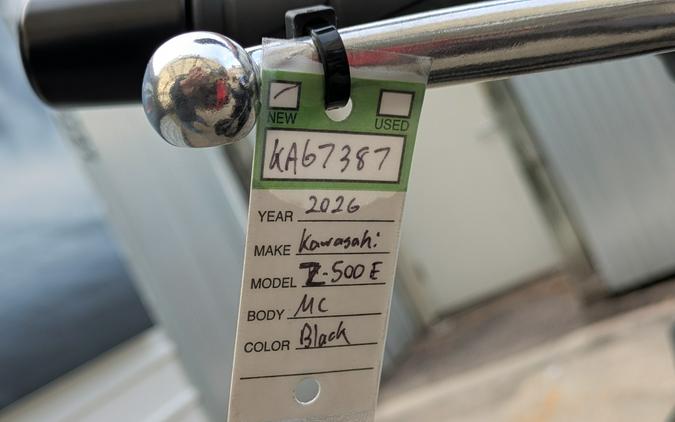 NEW USED
KA67387
YEAR 2026
MAKE Kawasaki
MODEL Z-500 E
BODY MC
COLOR Black